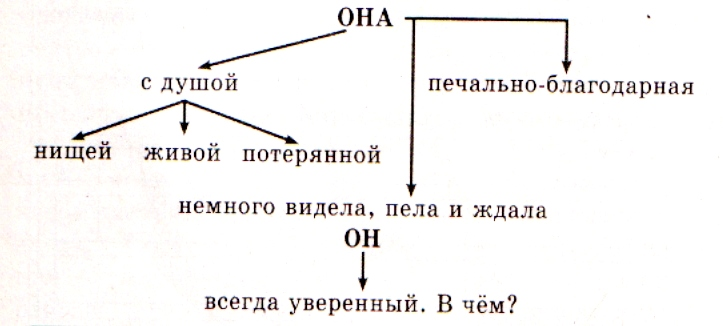 ОНА
с душой
печально-благодарная
нищей живой потерянной
немного видела, пела и ждала
ОН
всегда уверенный. В чём?